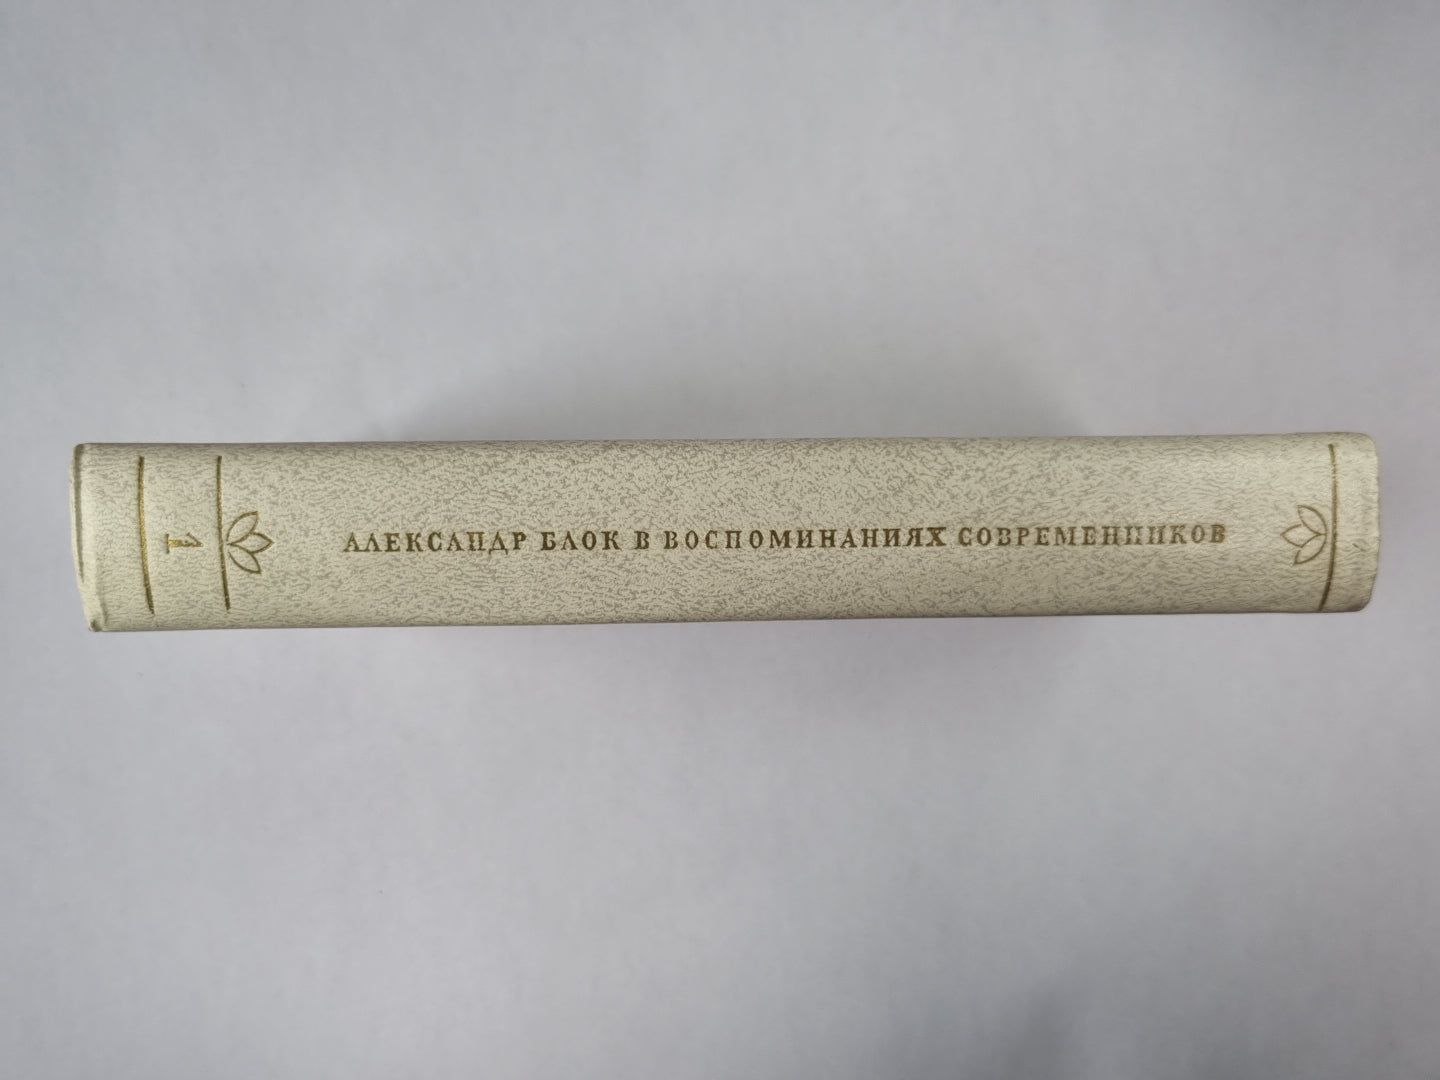 АЛЕКСАНДР БЛОК В ВОСПОМИНАНИЯХ СОВРЕМЕННИКОВ
1